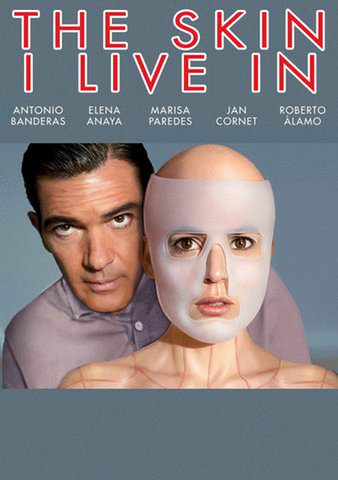 THE SKIN
I LIVE IN
ANTONIO ELENA MARISA JAN ROBERTO
BANDERAS ANAYA PAREDES CORNET ÁLAMO